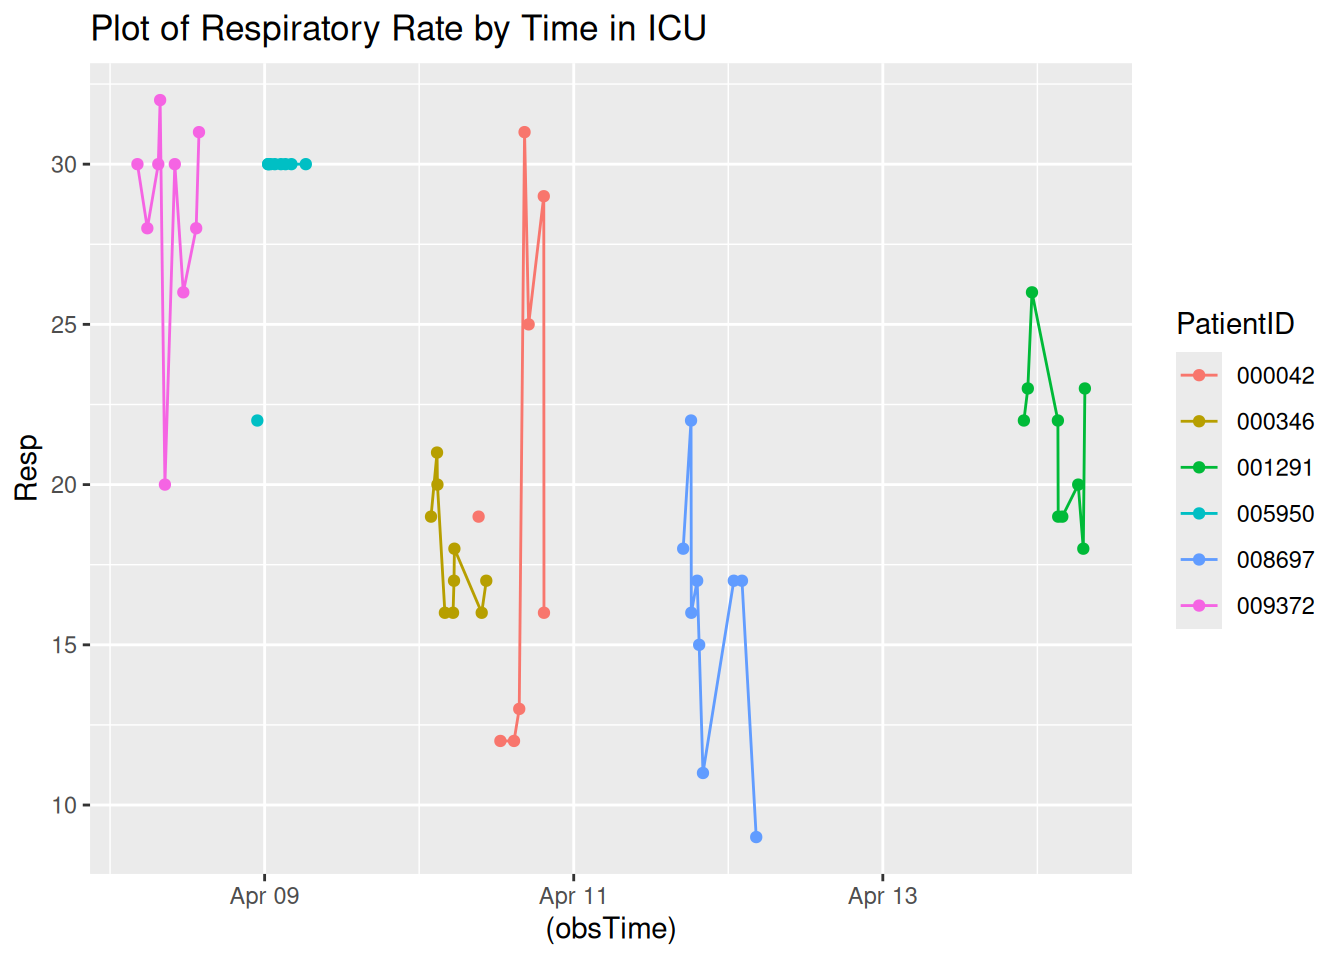 Plot of Respiratory Rate by Time in ICU
Resp
30
25
20
15
10
Apr 09
Apr 11
Apr 13
(obsTime)
PatientID
000042
000346
001291
005950
008697
009372